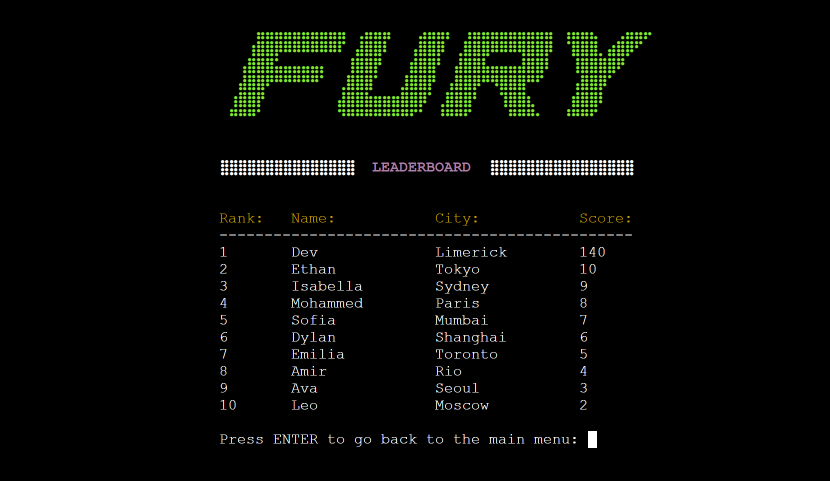 FURY
LEADERBOARD
Rank: Name: City: Score:
----------------------------------------------
1 Dev Limerick 140
2 Ethan Tokyo 10
3 Isabella Sydney 9
4 Mohammed Paris 8
5 Sofia Mumbai 7
6 Dylan Shanghai 6
7 Emilia Toronto 5
8 Amir Rio 4
9 Ava Seoul 3
10 Leo Moscow 2
Press ENTER to go back to the main menu: